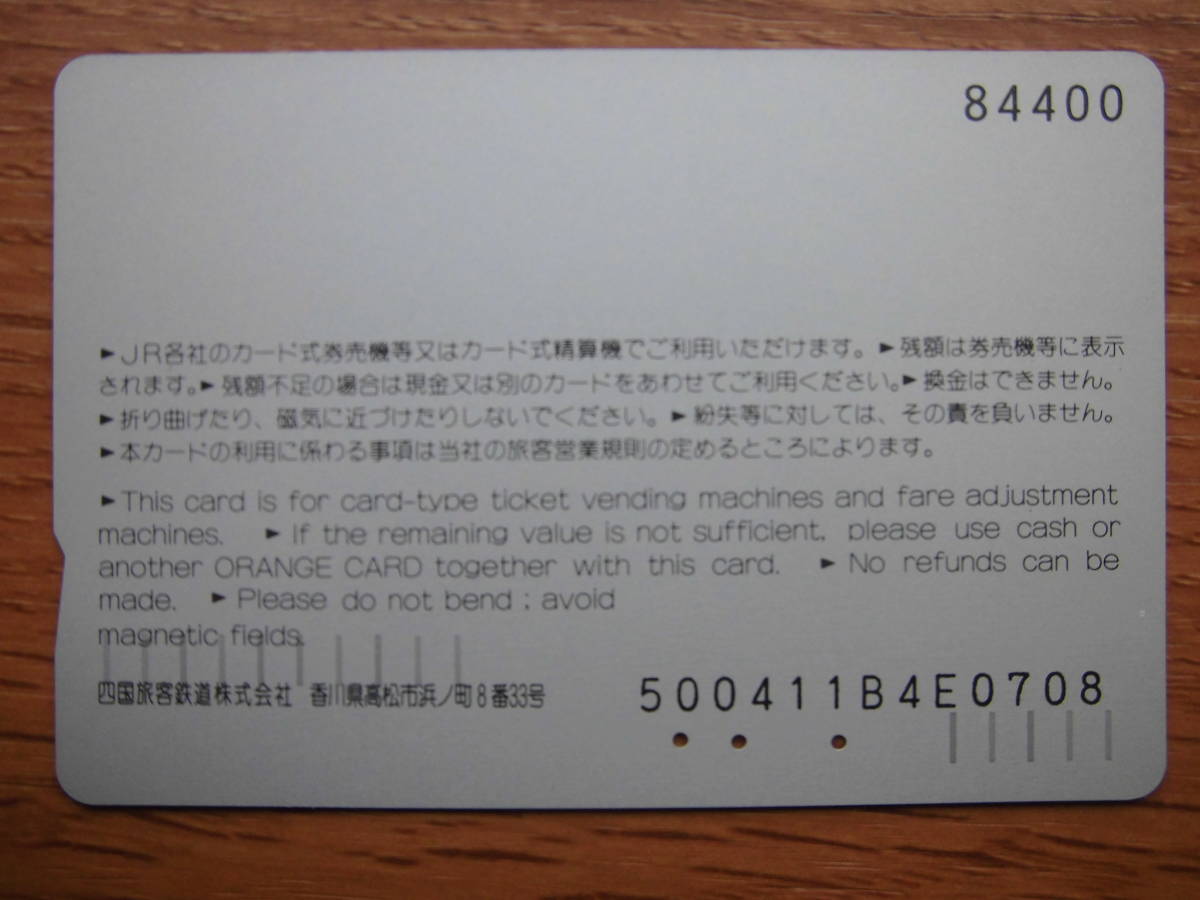 84400
►JR各社のカード式券売機等又はカード式精算機でご利用いただけます。►残額は券売機等に表示
されます。►残額不足の場合は現金又は別のカードをあわせてご利用ください。►換金はできません。
►折り曲げたり、磁気に近づけたりしないでください。►紛失等に対しては、その責を負いません。
►本カードの利用に係わる事項は当社の旅客営業規則の定めるところによります。
►This card is for card-type ticket vending machines and fare adjustment
machines. ►If the remaining value is not sufficient, please use cash or
another ORANGE CARD together with this card. ►No refunds can be
made. ►Please do not bend ; avoid
magnetic fields.
四国旅客鉄道株式会社 香川県高松市浜ノ町8番33号
500411B4E0708